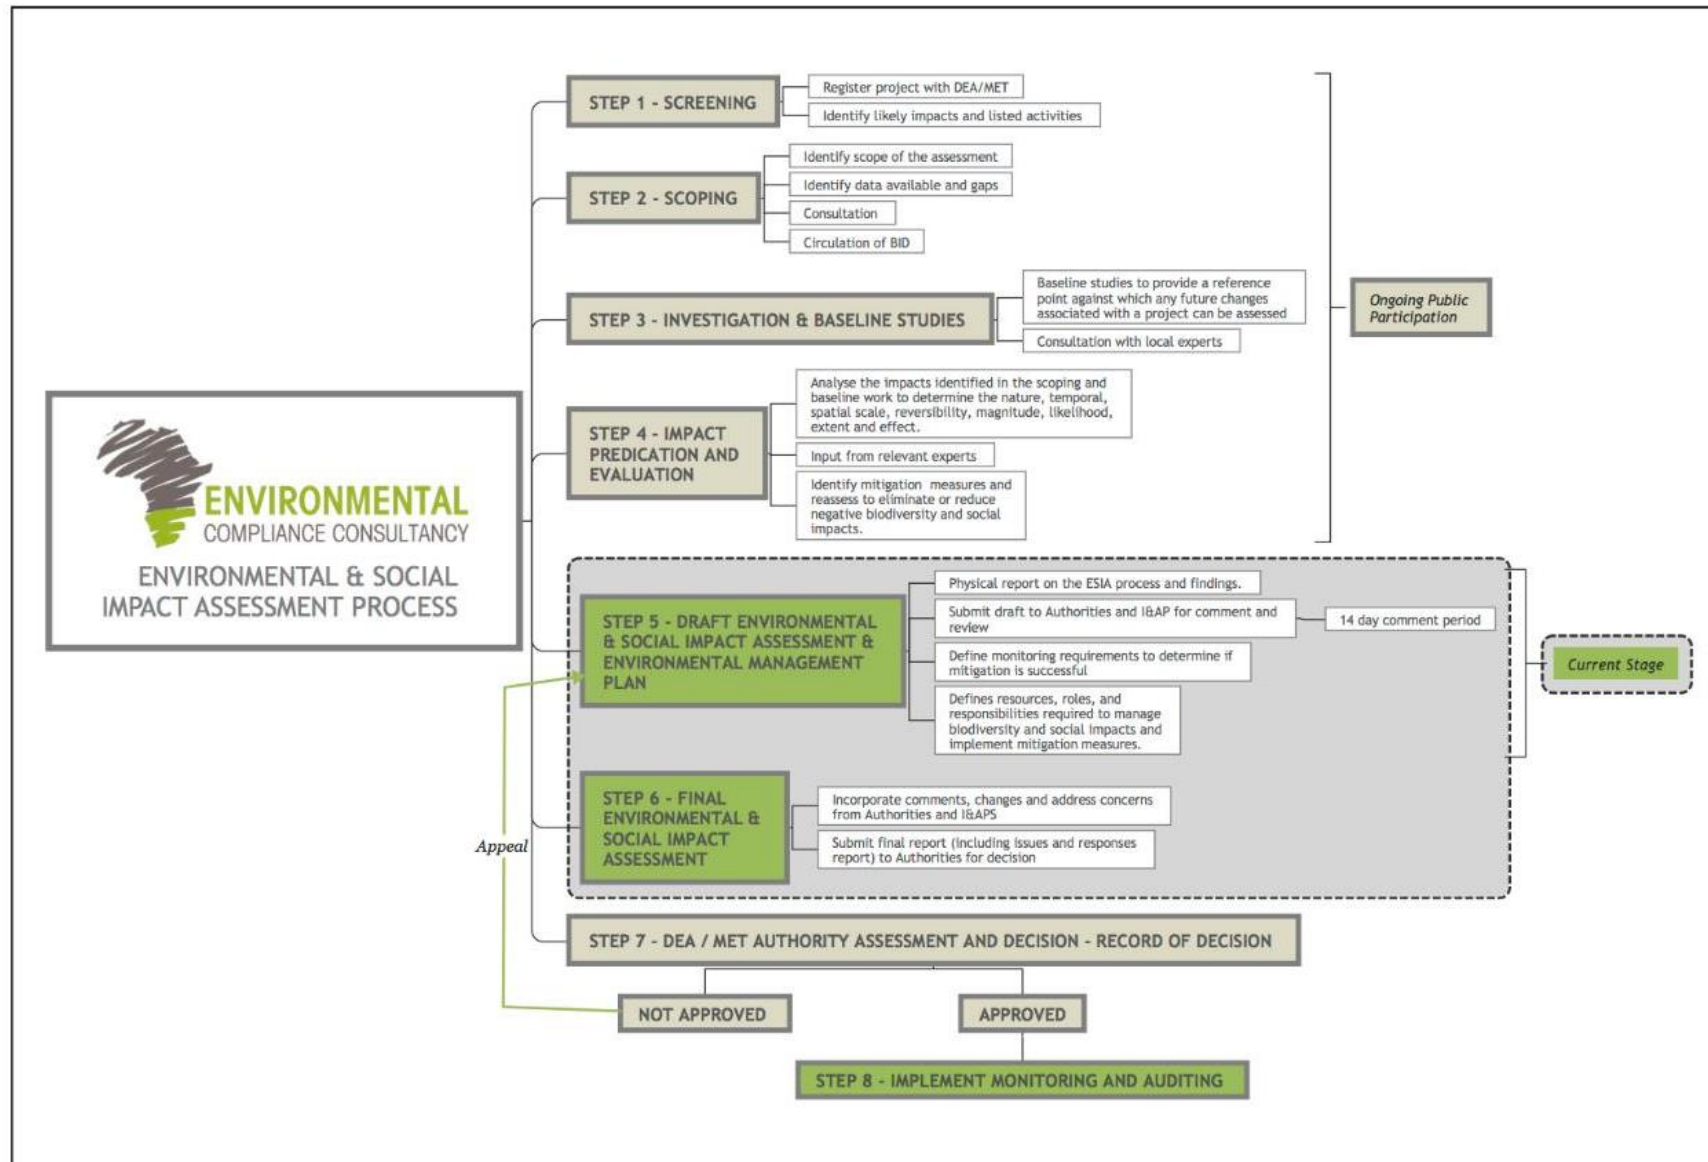 ENVIRONMENTAL
COMPLIANCE CONSULTANCY
ENVIRONMENTAL & SOCIAL
IMPACT ASSESSMENT PROCESS
STEP 1 - SCREENING
Register project with DEA/MET
Identify likely impacts and listed activities
STEP 2 - SCOPING
Identify scope of the assessment
Identify data available and gaps
Consultation
Circulation of BID
STEP 3 - INVESTIGATION & BASELINE STUDIES
Baseline studies to provide a reference
point against which any future changes
associated with a project can be assessed
Consultation with local experts
Ongoing Public
Participation
STEP 4 - IMPACT
PREDICATION AND
EVALUATION
Analyse the impacts identified in the scoping and
baseline work to determine the nature, temporal,
spatial scale, reversibility, magnitude, likelihood,
extent and effect.
Input from relevant experts
Identify mitigation measures and
reassess to eliminate or reduce
negative biodiversity and social
impacts.
STEP 5 - DRAFT ENVIRONMENTAL
& SOCIAL IMPACT ASSESSMENT &
ENVIRONMENTAL MANAGEMENT
PLAN
Physical report on the ESIA process and findings.
Submit draft to Authorities and I&AP for comment and
review
14 day comment period
Define monitoring requirements to determine if
mitigation is successful
Defines resources, roles, and
responsibilities required to manage
biodiversity and social impacts and
implement mitigation measures.
Current Stage
STEP 6 - FINAL
ENVIRONMENTAL &
SOCIAL IMPACT
ASSESSMENT
Incorporate comments, changes and address concerns
from Authorities and I&APS
Submit final report (including issues and responses
report) to Authorities for decision
Appeal
STEP 7 - DEA / MET AUTHORITY ASSESSMENT AND DECISION - RECORD OF DECISION
NOT APPROVED
APPROVED
STEP 8 - IMPLEMENT MONITORING AND AUDITING